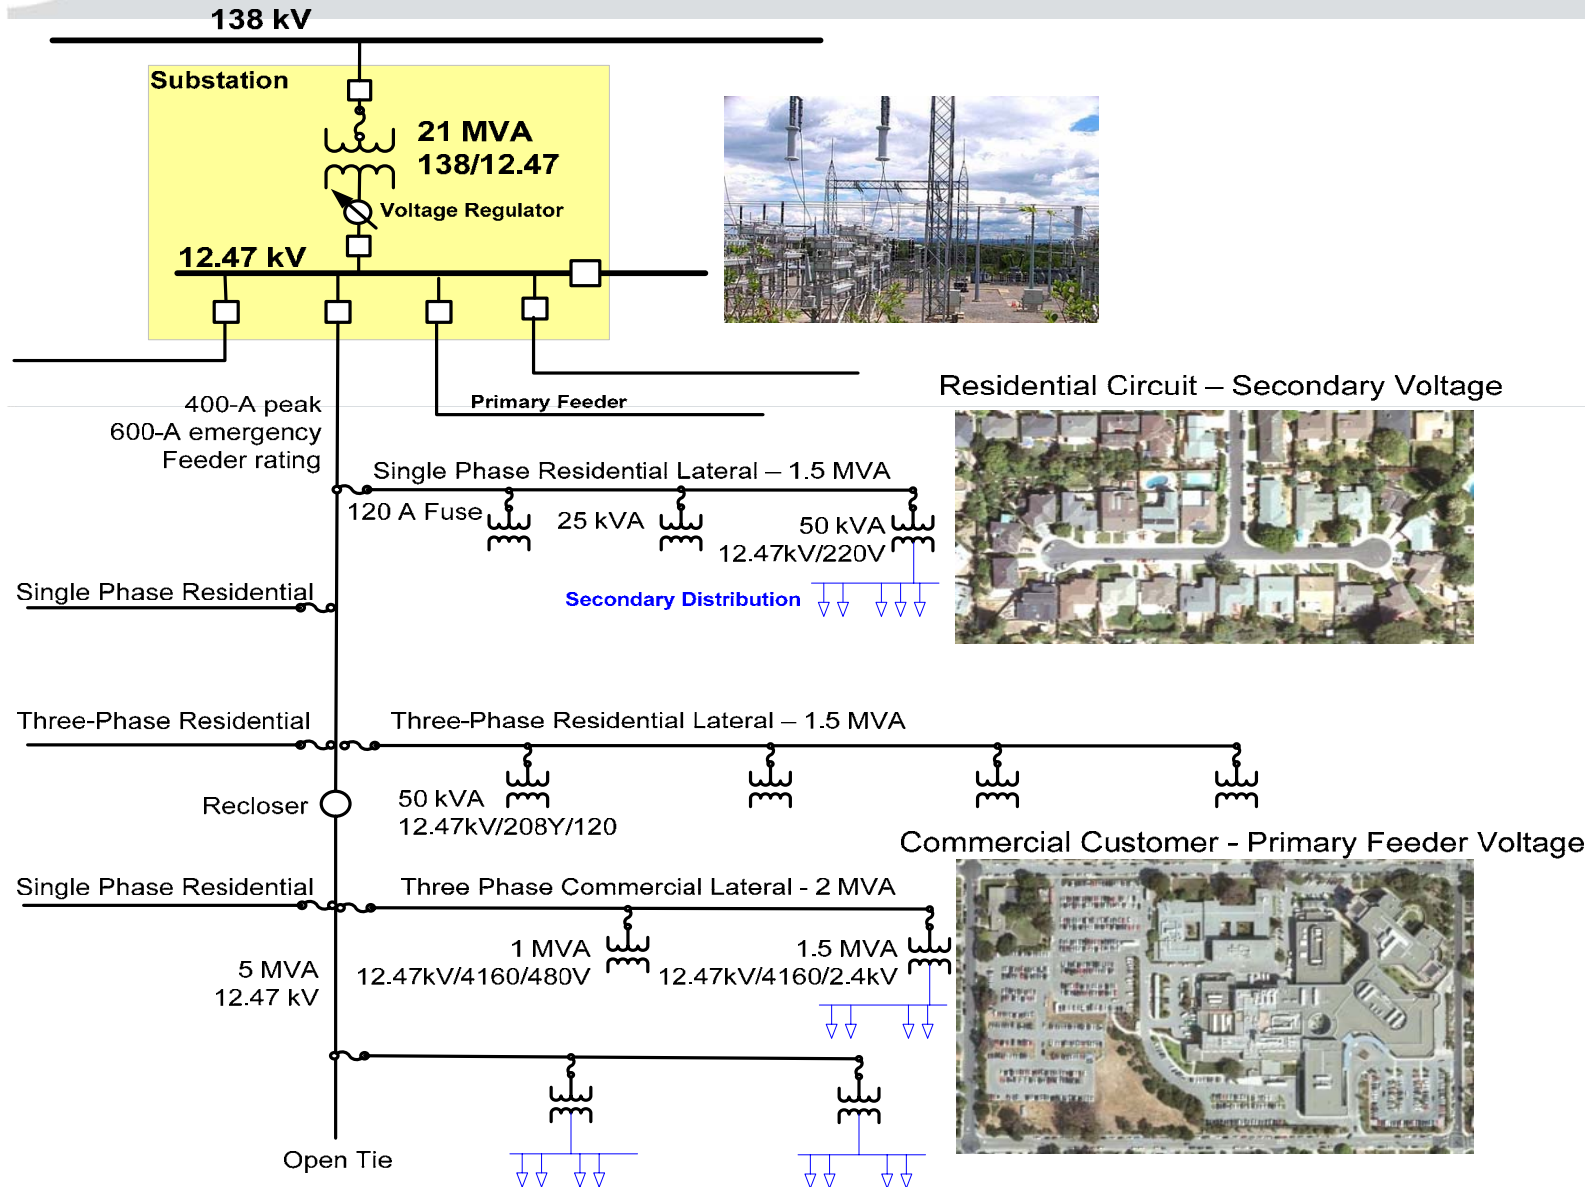 138 kV
Substation
21 MVA
138/12.47
Voltage Regulator
12.47 kV
Residential Circuit – Secondary Voltage
400-A peak
600-A emergency
Feeder rating
Primary Feeder
Single Phase Residential Lateral – 1.5 MVA
120 A Fuse
25 kVA
50 kVA
12.47kV/220V
Single Phase Residential
Secondary Distribution
Three-Phase Residential
Three-Phase Residential Lateral – 1.5 MVA
Recloser
50 kVA
12.47kV/208Y/120
Commercial Customer - Primary Feeder Voltage
Single Phase Residential
Three Phase Commercial Lateral - 2 MVA
1 MVA
12.47kV/4160/480V
1.5 MVA
12.47kV/4160/2.4kV
5 MVA
12.47 kV
Open Tie